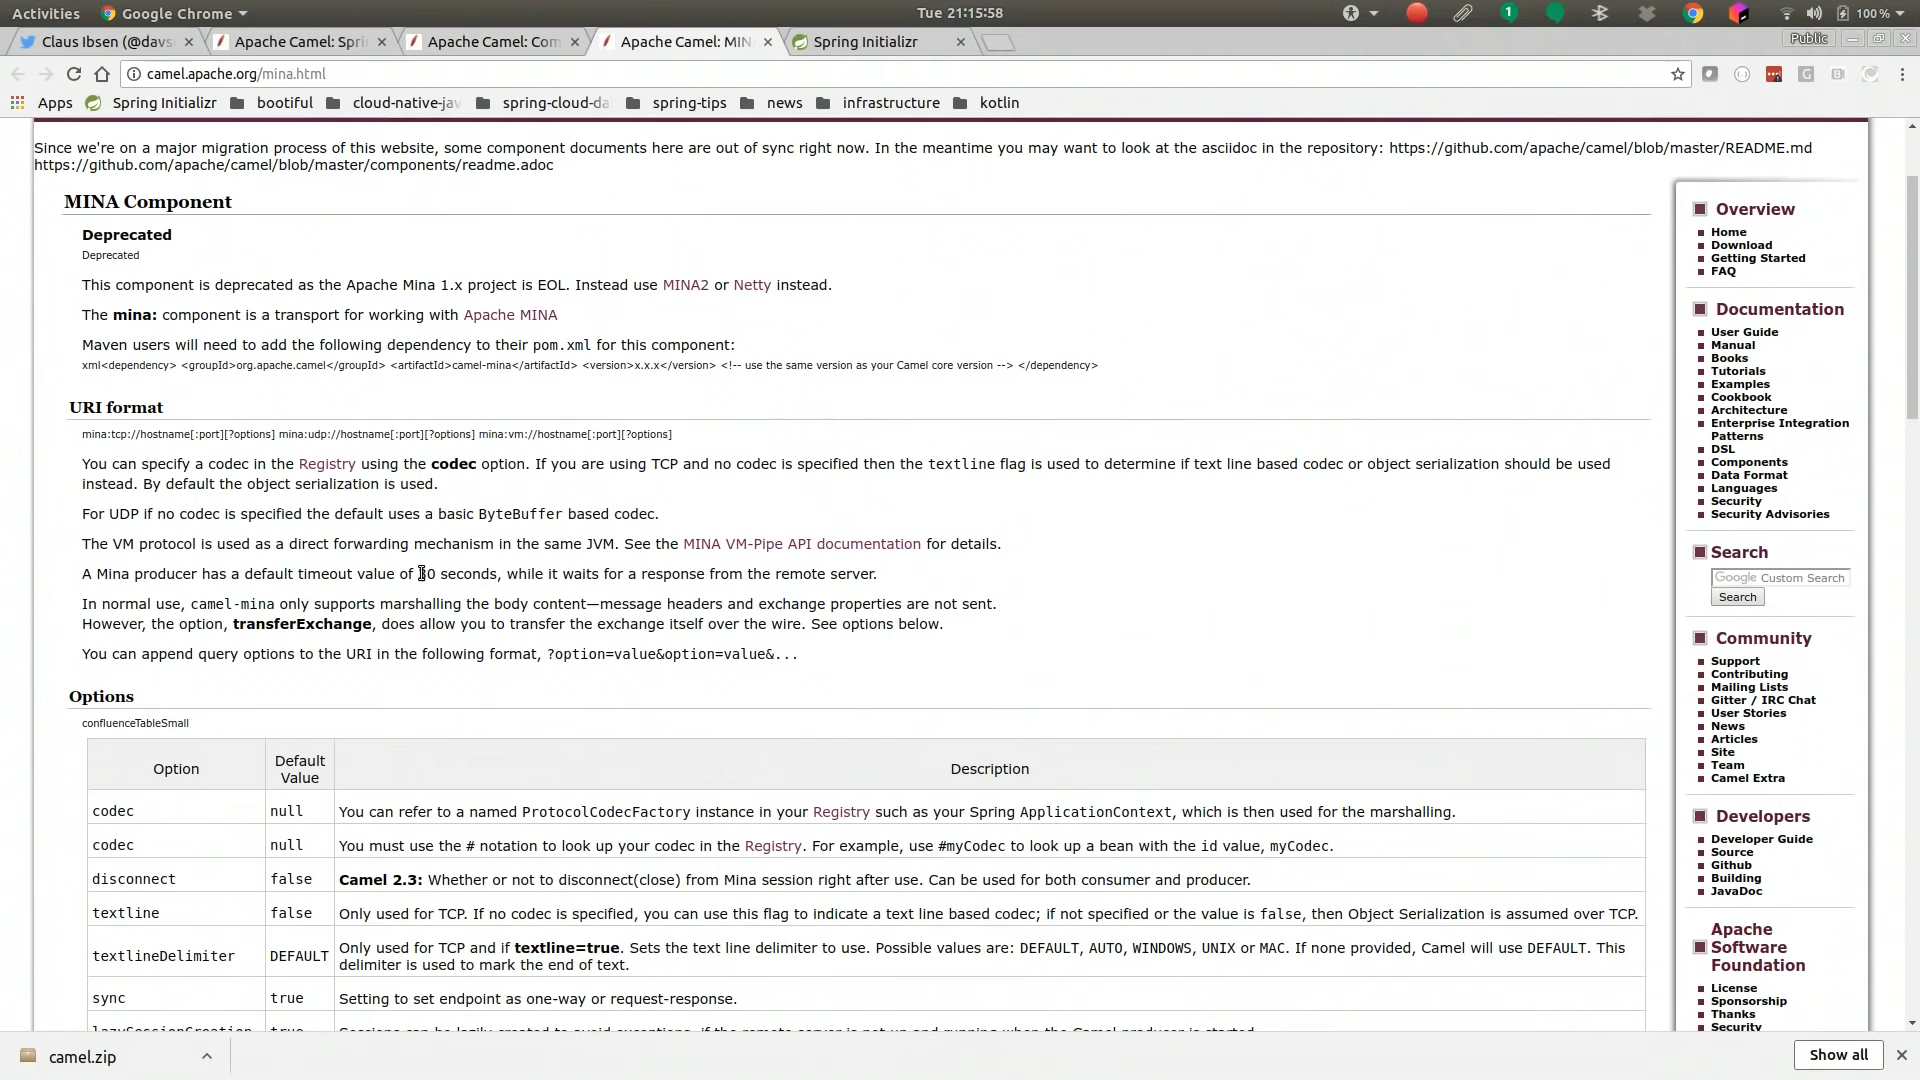 Activities Google Chrome Tue 21:15:58 1 100 %
Claus Ibsen (@davs Apache Camel: Spri Apache Camel: Com Apache Camel: MIN Spring Initializr Public
camel.apache.org/mina.html
Apps Spring Initializr bootiful cloud-native-jav spring-cloud-da spring-tips news infrastructure kotlin
Since we're on a major migration process of this website, some component documents here are out of sync right now. In the meantime you may want to look at the asciidoc in the repository: https://github.com/apache/camel/blob/master/README.md
https://github.com/apache/camel/blob/master/components/readme.adoc
MINA Component
Deprecated
Deprecated
This component is deprecated as the Apache Mina 1.x project is EOL. Instead use MINA2 or Netty instead.
The mina: component is a transport for working with Apache MINA
Maven users will need to add the following dependency to their pom.xml for this component:
xml<dependency> <groupId>org.apache.camel</groupId> <artifactId>camel-mina</artifactId> <version>x.x.x</version> <!-- use the same version as your Camel core version --> </dependency>
URI format
mina:tcp://hostname[:port][?options] mina:udp://hostname[:port][?options] mina:vm://hostname[:port][?options]
You can specify a codec in the Registry using the codec option. If you are using TCP and no codec is specified then the textline flag is used to determine if text line based codec or object serialization should be used
instead. By default the object serialization is used.
For UDP if no codec is specified the default uses a basic ByteBuffer based codec.
The VM protocol is used as a direct forwarding mechanism in the same JVM. See the MINA VM-Pipe API documentation for details.
A Mina producer has a default timeout value of seconds, while it waits for a response from the remote server.
In normal use, camel-mina only supports marshalling the body content—message headers and exchange properties are not sent.
However, the option, transferExchange, does allow you to transfer the exchange itself over the wire. See options below.
You can append query options to the URI in the following format, ?option=value&option=value&...
Options
confluenceTableSmall
Option Default Value Description
codec null You can refer to a named ProtocolCodecFactory instance in your Registry such as your Spring ApplicationContext, which is then used for the marshalling.
codec null You must use the # notation to look up your codec in the Registry. For example, use #myCodec to look up a bean with the id value, myCodec.
disconnect false Camel 2.3: Whether or not to disconnect(close) from Mina session right after use. Can be used for both consumer and producer.
textline false Only used for TCP. If no codec is specified, you can use this flag to indicate a text line based codec; if not specified or the value is false, then Object Serialization is assumed over TCP.
textlineDelimiter DEFAULT Only used for TCP and if textline=true. Sets the text line delimiter to use. Possible values are: DEFAULT, AUTO, WINDOWS, UNIX or MAC. If none provided, Camel will use DEFAULT. This
delimiter is used to mark the end of text.
sync true Setting to set endpoint as one-way or request-response.
Overview
Home
Download
Getting Started
FAQ
Documentation
User Guide
Manual
Books
Tutorials
Examples
Cookbook
Architecture
Enterprise Integration
Patterns
DSL
Components
Data Format
Languages
Security
Security Advisories
Search
Google Custom Search
Search
Community
Support
Contributing
Mailing Lists
Gitter / IRC Chat
User Stories
News
Articles
Site
Team
Camel Extra
Developers
Developer Guide
Source
Github
Building
JavaDoc
Apache
Software
Foundation
License
Sponsorship
Thanks
Security
camel.zip Show all